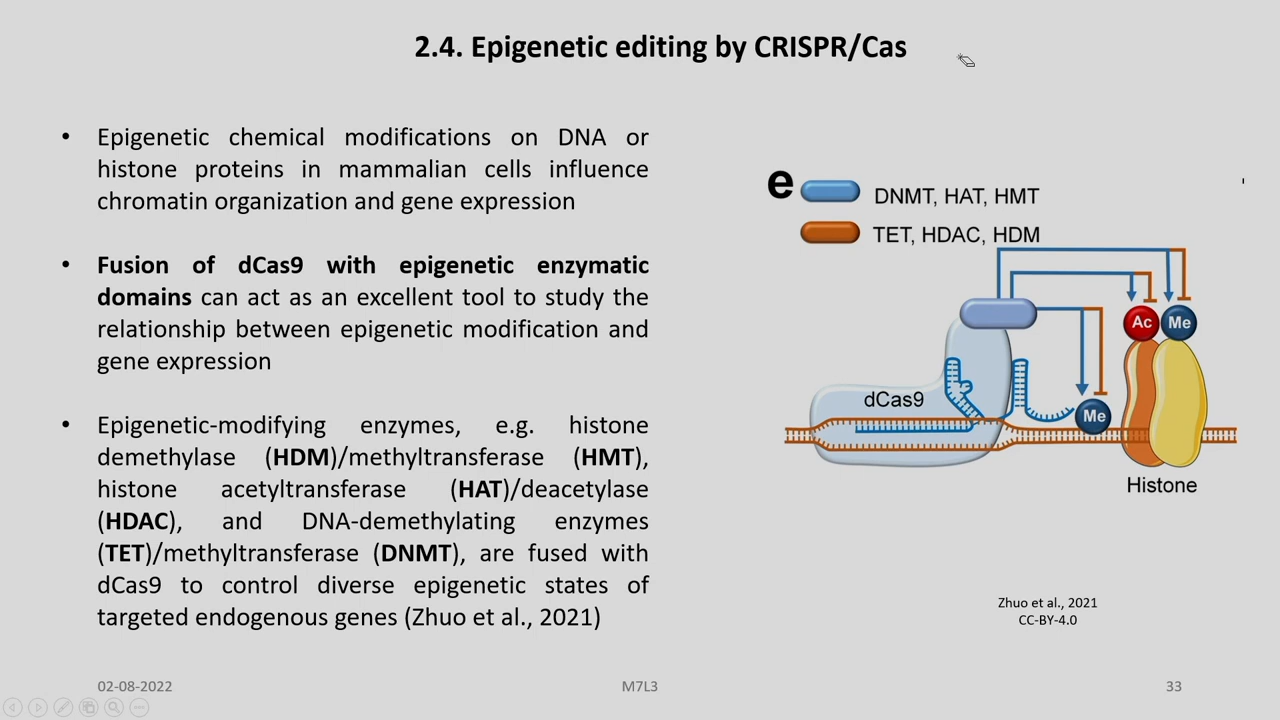 2.4. Epigenetic editing by CRISPR/Cas
• Epigenetic chemical modifications on DNA or
histone proteins in mammalian cells influence
chromatin organization and gene expression
• Fusion of dCas9 with epigenetic enzymatic
domains can act as an excellent tool to study the
relationship between epigenetic modification and
gene expression
• Epigenetic-modifying enzymes, e.g. histone
demethylase (HDM)/methyltransferase (HMT),
histone acetyltransferase (HAT)/deacetylase
(HDAC), and DNA-demethylating enzymes
(TET)/methyltransferase (DNMT), are fused with
dCas9 to control diverse epigenetic states of
targeted endogenous genes (Zhuo et al., 2021)
e
DNMT, HAT, HMT
TET, HDAC, HDM
Ac
Me
dCas9
Me
Histone
Zhuo et al., 2021
CC-BY-4.0
02-08-2022
M7L3
33